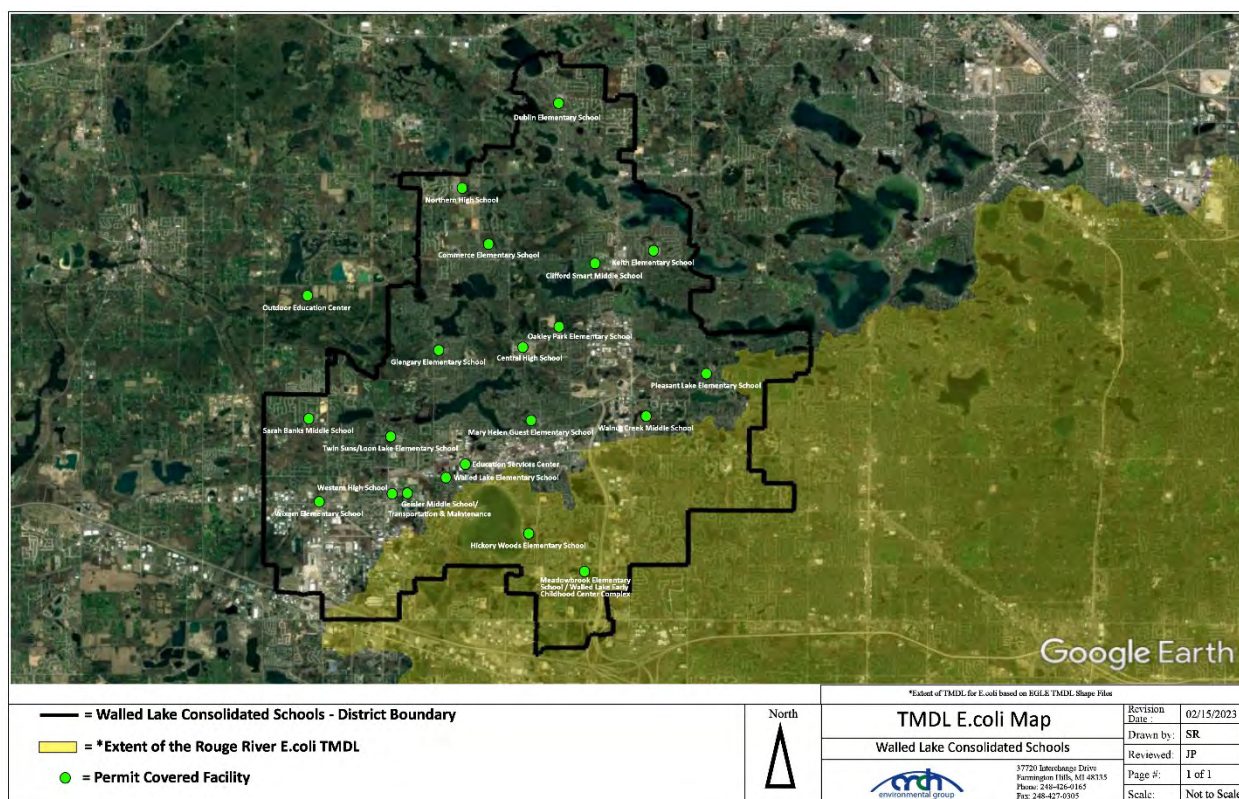 Dublin Elementary School
Northern High School
Commerce Elementary School
Keith Elementary School
Clifford Smart Middle School
Outdoor Education Center
Oakley Park Elementary School
Central High School
Glengary Elementary School
Pleasant Lake Elementary School
Sarah Banks Middle School
Mary Helen Guest Elementary School
Walnut Creek Middle School
Twin Suns/Loon Lake Elementary School
Education Services Center
Walled Lake Elementary School
Western High School
Geisler Middle School/
Transportation & Maintenance
Wixom Elementary School
Hickory Woods Elementary School
Meadowbrook Elementary
School / Walled Lake Early
Childhood Center Complex
Google Earth
= Walled Lake Consolidated Schools - District Boundary
= *Extent of the Rouge River E.coli TMDL
= Permit Covered Facility
North
*Extent of TMDL for E.coli based on EGLE TMDL Shape Files
TMDL E.coli Map
Walled Lake Consolidated Schools
arch
environmental group
37720 Interchange Drive
Farmington Hills, MI 48335
Phone: 248-426-0165
Fax: 248-427-0305
Revision Date : 02/15/2023
Drawn by: SR
Reviewed: JP
Page #: 1 of 1
Scale: Not to Scale